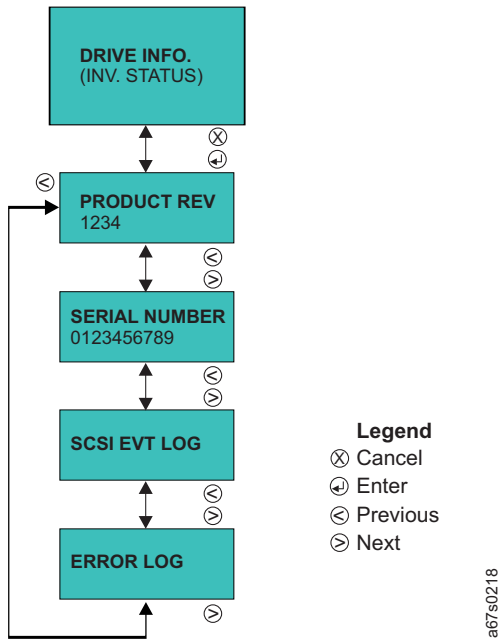 DRIVE INFO.
(INV. STATUS)
PRODUCT REV
1234
SERIAL NUMBER
0123456789
SCSI EVT LOG
ERROR LOG
Legend
Cancel
Enter
Previous
Next
a67s0218